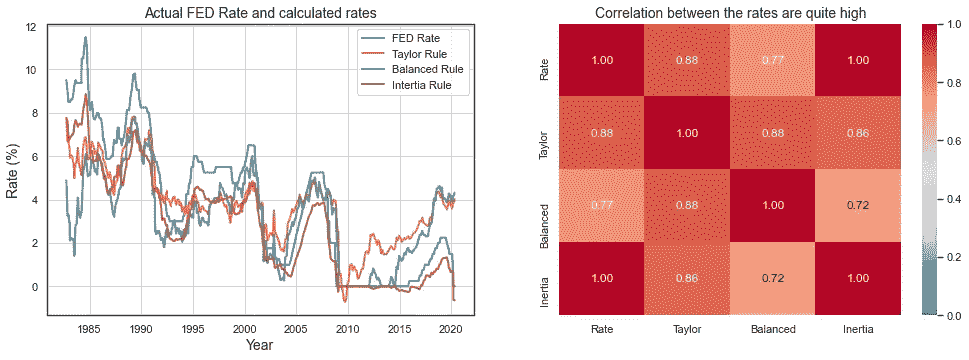 Actual FED Rate and calculated rates
12
10
8
6
4
2
0
Rate (%)
FED Rate
Taylor Rule
Balanced Rule
Inertia Rule
1985 1990 1995 2000 2005 2010 2015 2020
Year
Correlation between the rates are quite high
Rate 1.00 0.88 0.77 1.00
Taylor 0.88 1.00 0.88 0.86
Balanced 0.77 0.88 1.00 0.72
Inertia 1.00 0.86 0.72 1.00
Rate Taylor Balanced Inertia
1.0
0.8
0.6
0.4
0.2
0.0